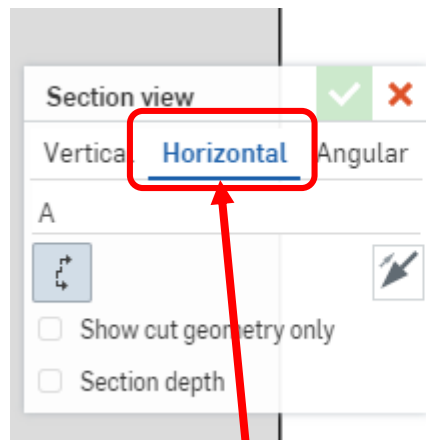 Section view
Vertical Horizontal Angular
A
Show cut geometry only
Section depth